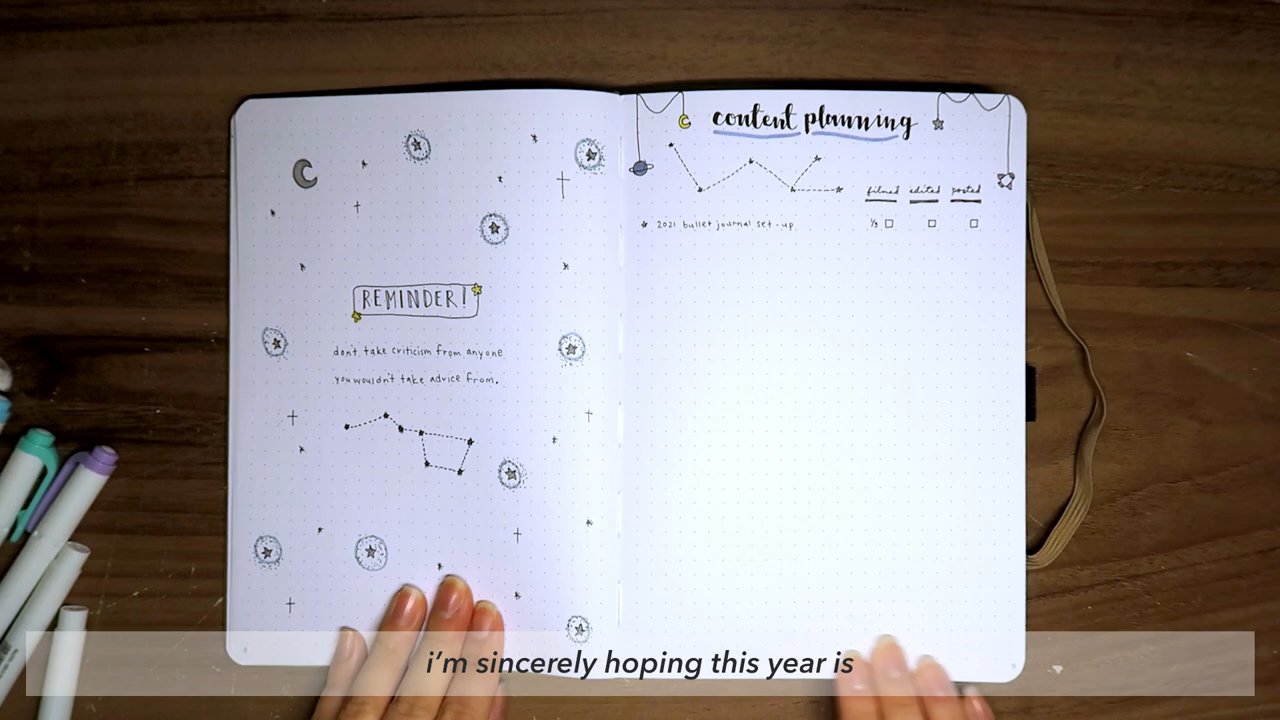 REMINDER!
don't take criticism from anyone
you wouldn't take advice from.
content planning
filmed edited posted
2021 bullet journal set-up
1/3
i'm sincerely hoping this year is